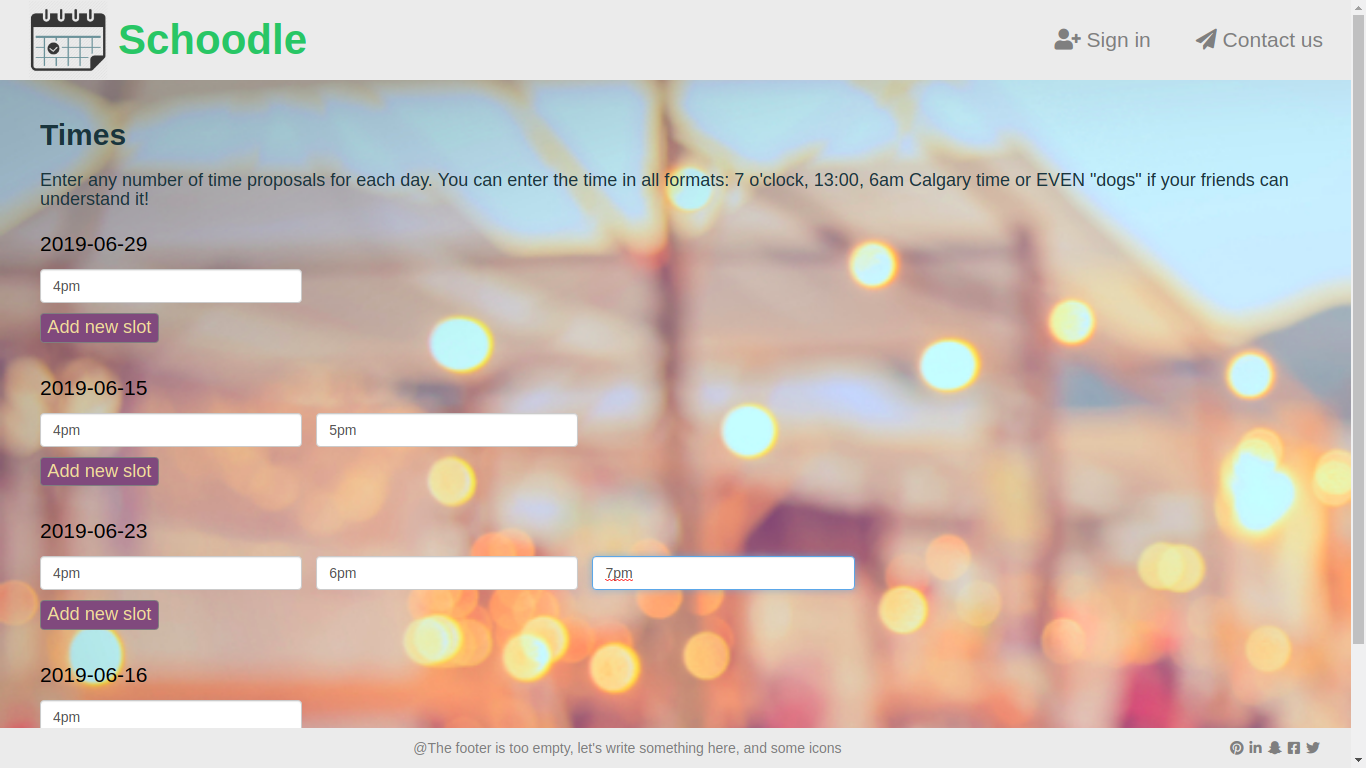 Schoodle
Sign in
Contact us
Times
Enter any number of time proposals for each day. You can enter the time in all formats: 7 o'clock, 13:00, 6am Calgary time or EVEN "dogs" if your friends can
understand it!
2019-06-29
4pm
Add new slot
2019-06-15
4pm 5pm
Add new slot
2019-06-23
4pm 6pm 7pm
Add new slot
2019-06-16
4pm
@The footer is too empty, let's write something here, and some icons